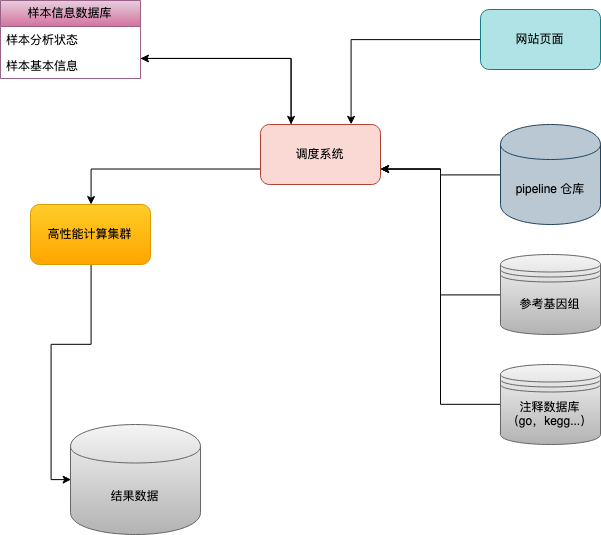 样本信息数据库
样本分析状态
样本基本信息
网站页面
调度系统
pipeline 仓库
高性能计算集群
参考基因组
注释数据库
（go，kegg...）
结果数据